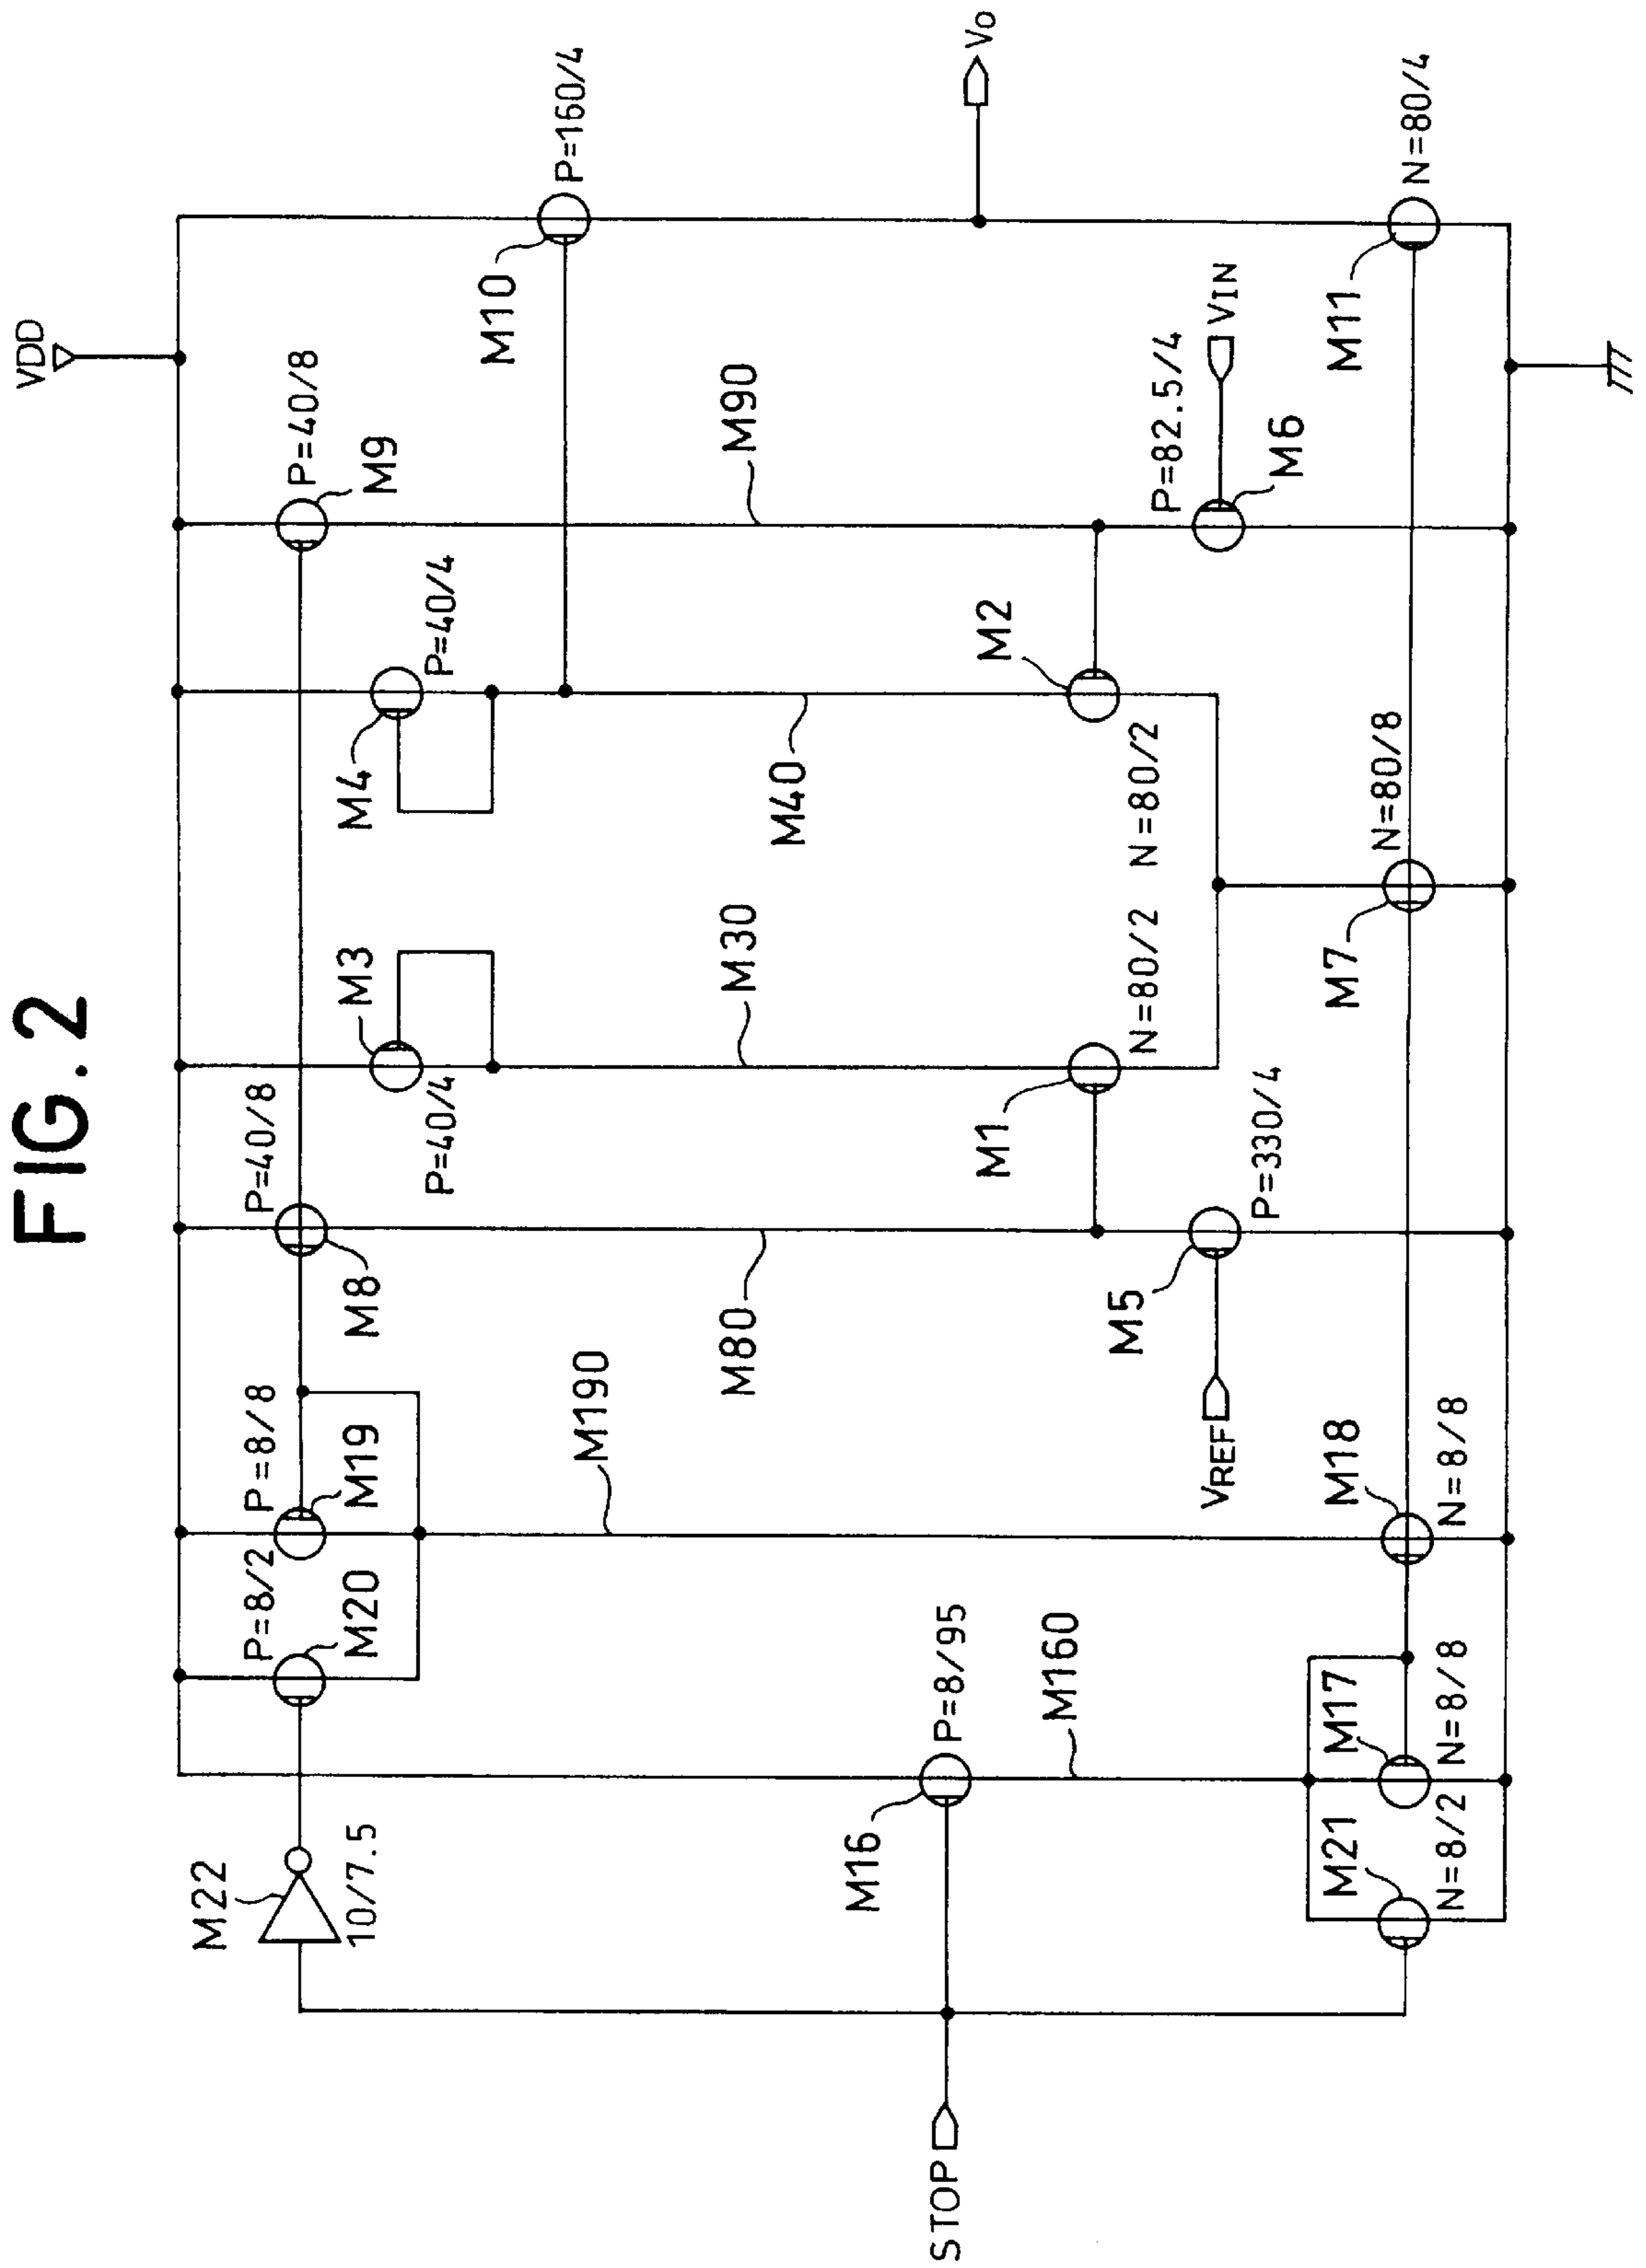 FIG. 2
VDD
M22
10/7.5
P=8/2
M20
P=8/8
M19
P=40/8
M8
M3
P=40/4
M4
P=40/4
P=40/8
M9
M10
P=160/4
M190
M80
M30
M40
M90
STOP
M16
P=8/95
M160
VREF
M5
P=330/4
M1
N=80/2
M2
N=80/2
P=82.5/4
M6
VIN
Vo
M21
N=8/2
M17
N=8/8
M18
N=8/8
M7
N=80/8
M11
N=80/4